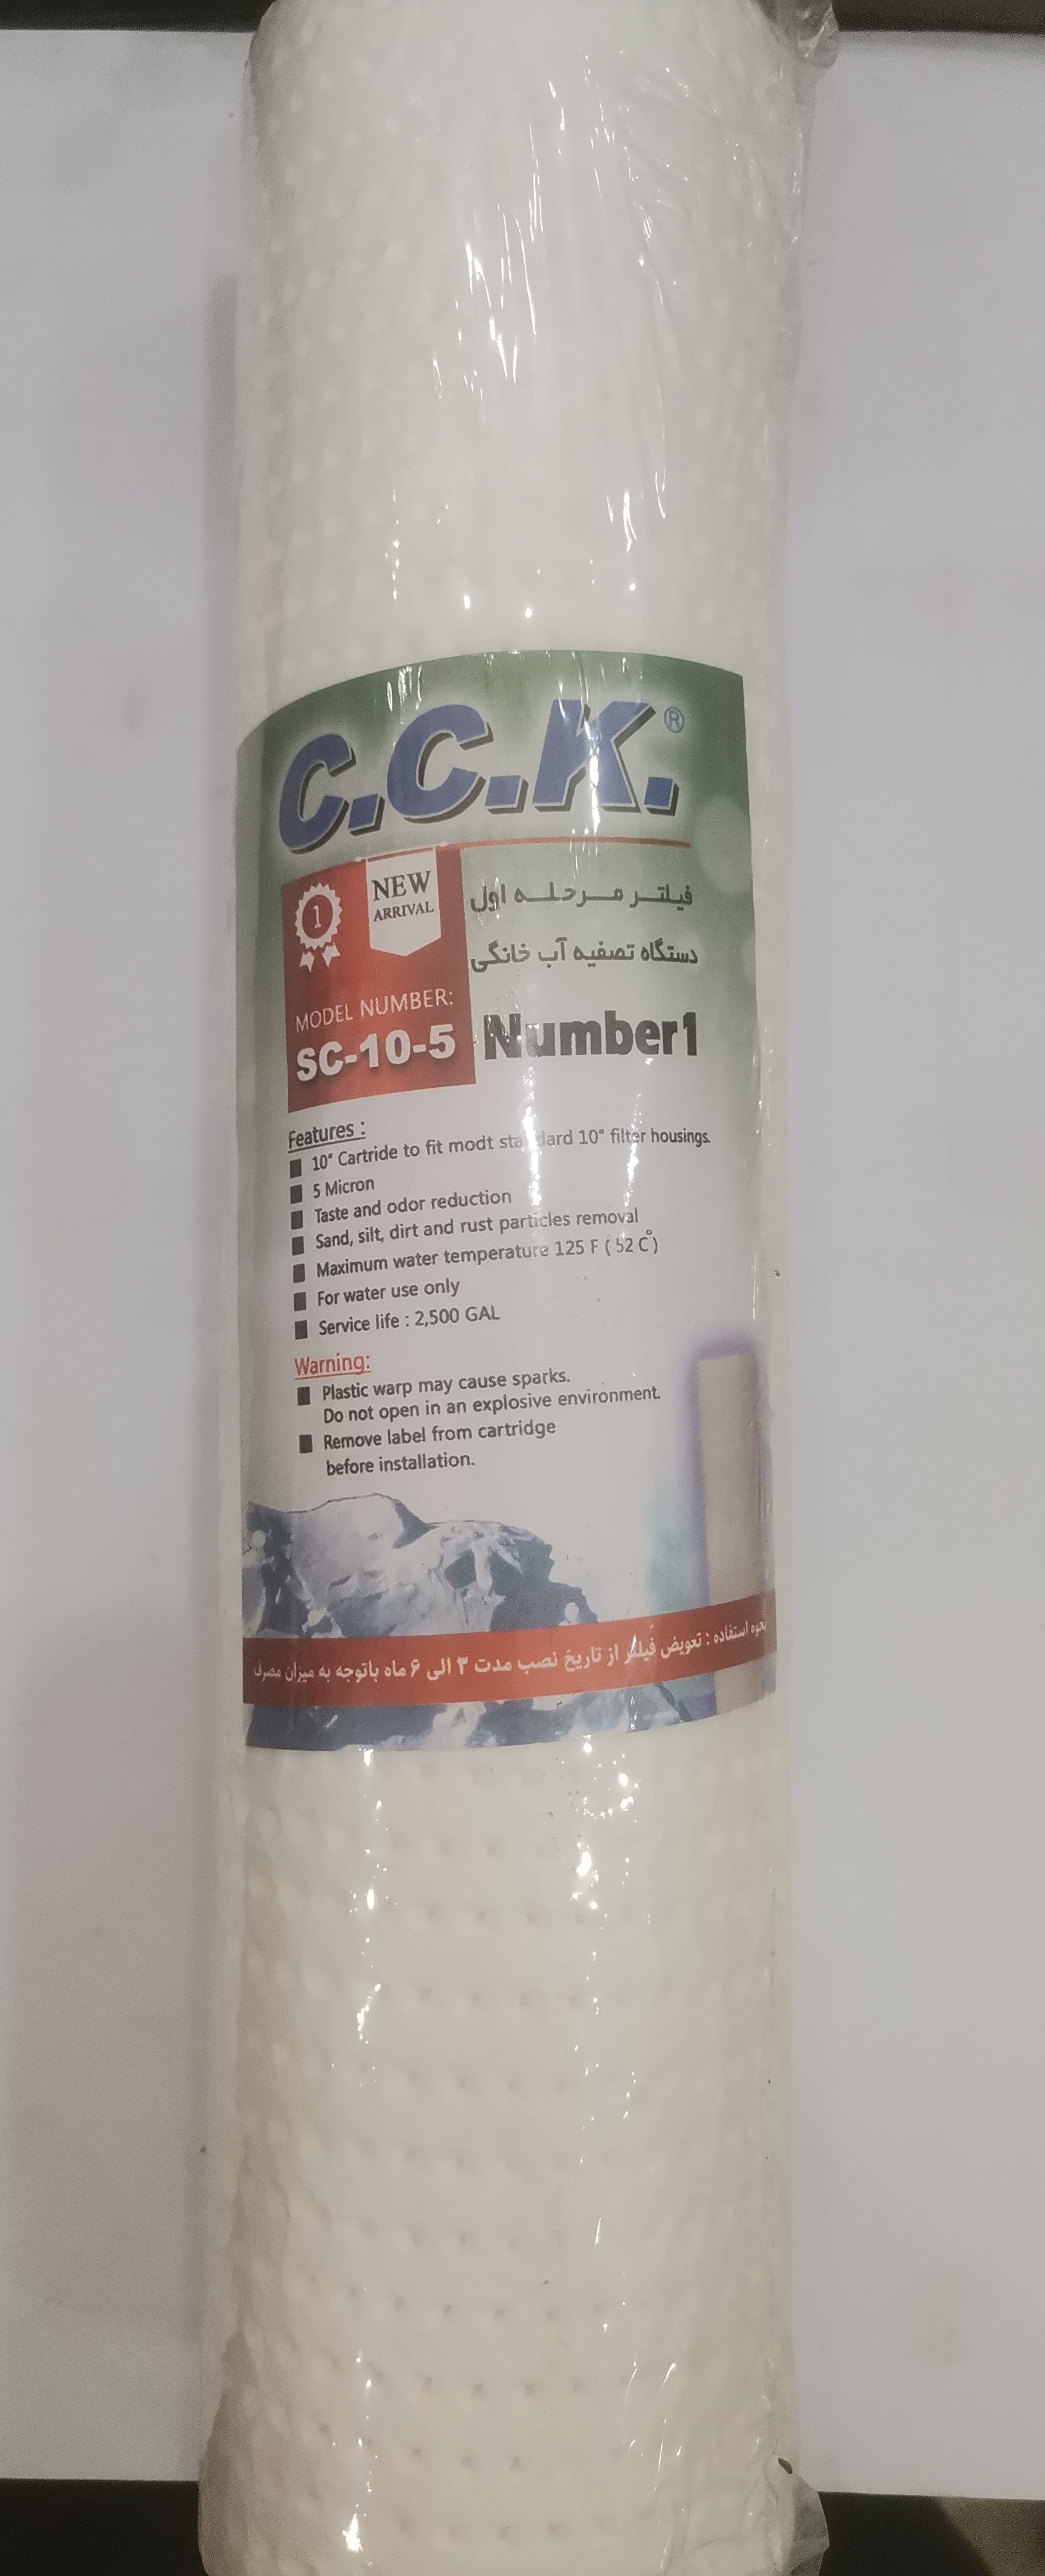 C.C.K.®
1
NEW
ARRIVAL
فیلتر مرحله اول
دستگاه تصفیه آب خانگی
MODEL NUMBER:
SC-10-5
Number1
Features :
10" Cartride to fit modt standard 10" filter housings.
5 Micron
Taste and odor reduction
Sand, silt, dirt and rust particles removal
Maximum water temperature 125 F ( 52 C°)
For water use only
Service life : 2,500 GAL
Warning:
Plastic warp may cause sparks.
Do not open in an explosive environment.
Remove label from cartridge
before installation.
نحوه استفاده : تعویض فیلتر از تاریخ نصب مدت ۳ الی ۶ ماه باتوجه به میزان مصرف